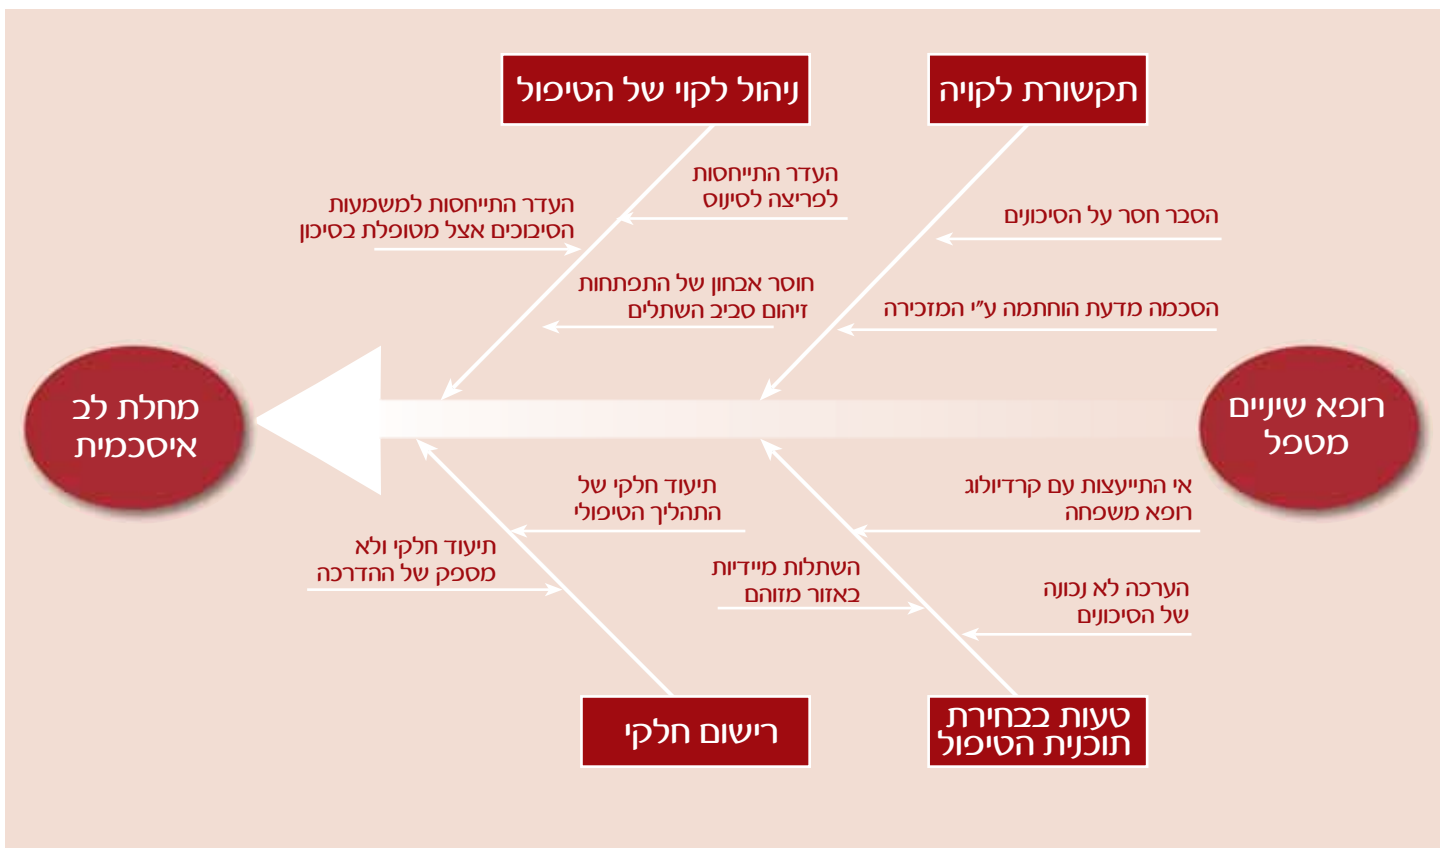 תקשורת לקויה
ניהול לקוי של הטיפול
הסבר חסר על הסיכונים
הסכמה מדעת הוחתמה ע"י המזכירה
העדר התייחסות
לפריצה לסינוס
העדר התייחסות למשמעות
הסיבוכים אצל מטופלת בסיכון
חוסר אבחון של התפתחות
זיהום סביב השתלים
רופא שיניים
מטפל
מחלת לב
איסכמית
אי התייעצות עם קרדיולוג
רופא משפחה
השתלות מיידיות
באזור מזוהם
הערכה לא נכונה
של הסיכונים
תיעוד חלקי של
התהליך הטיפולי
תיעוד חלקי ולא
מספק של ההדרכה
טעות בבחירת
תוכנית הטיפול
רישום חלקי